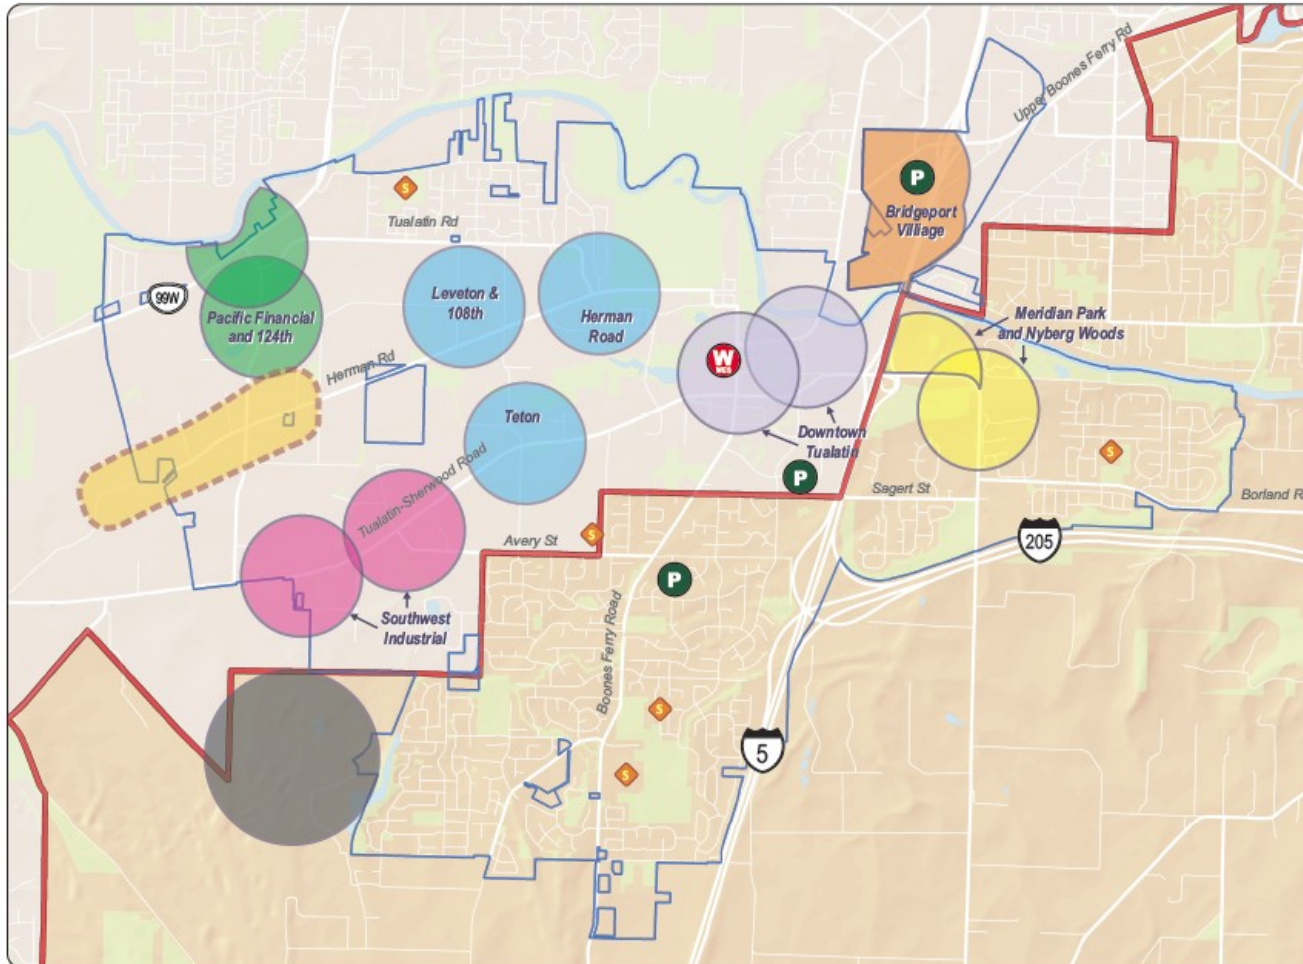 Upper Boones Ferry Rd
P
Bridgeport
Villiage
S
Tualatin Rd
99W
Pacific Financial
and 124th
Leveton &
108th
Herman
Road
Meridian Park
and Nyberg Woods
W
WES
Herman Rd
Teton
Downtown
Tualatin
P
S
Sagert St
Borland R
Tualatin-Sherwood Road
Avery St
S
205
P
Southwest
Industrial
Boones Ferry Road
S
5
S